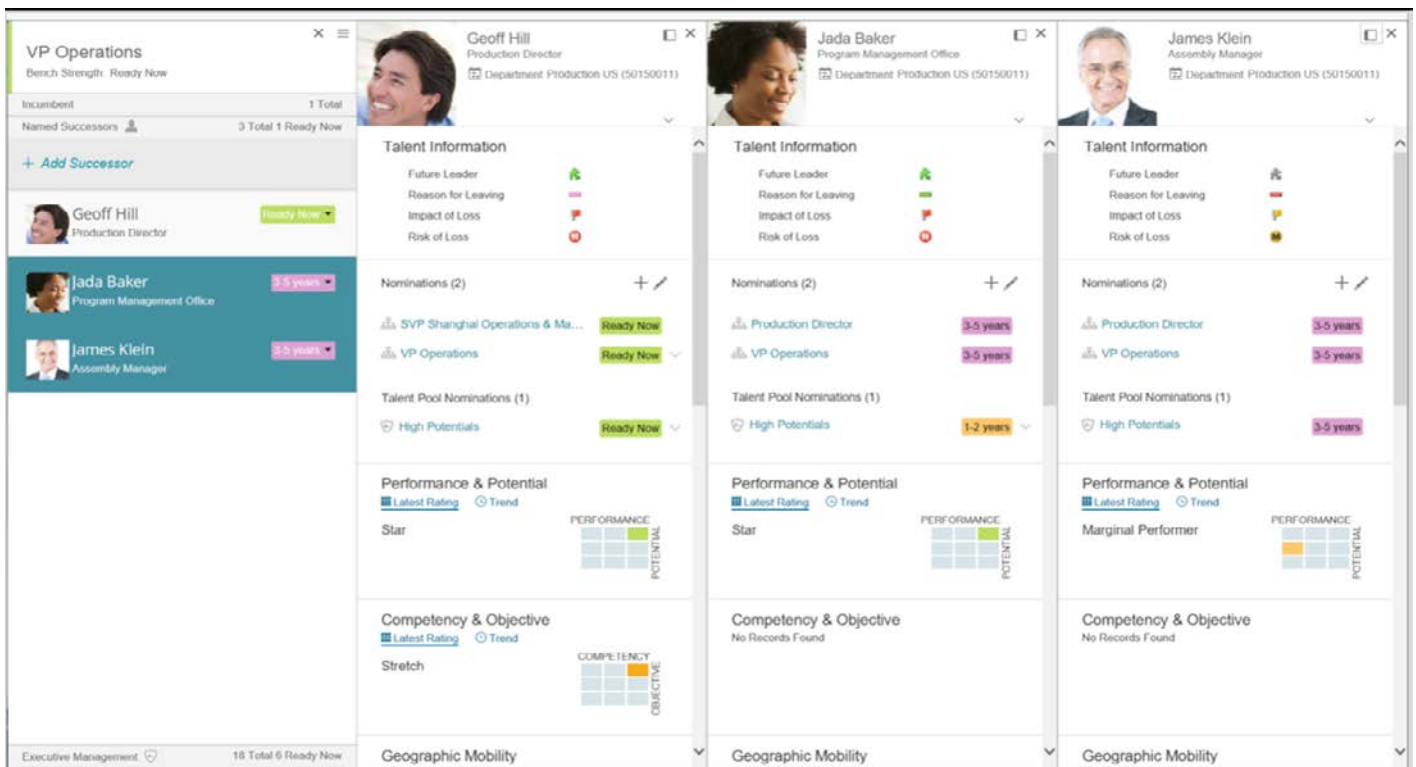 VP Operations
Bench Strength: Ready Now
Incumbent 1 Total
Named Successors 3 Total 1 Ready Now
+ Add Successor
Geoff Hill
Ready Now
Production Director
Jada Baker
3-5 years
Program Management Office
James Klein
3-5 years
Assembly Manager
Executive Management 18 Total 6 Ready Now
Geoff Hill
Production Director
Department Production US (50150011)
Talent Information
Future Leader
Reason for Leaving
Impact of Loss
Risk of Loss H
Nominations (2)
SVP Shanghai Operations & Ma... Ready Now
VP Operations Ready Now
Talent Pool Nominations (1)
High Potentials Ready Now
Performance & Potential
Latest Rating Trend
Star
PERFORMANCE
POTENTIAL
Competency & Objective
Latest Rating Trend
Stretch
COMPETENCY
OBJECTIVE
Geographic Mobility
Jada Baker
Program Management Office
Department Production US (50150011)
Talent Information
Future Leader
Reason for Leaving
Impact of Loss
Risk of Loss H
Nominations (2)
Production Director 3-5 years
VP Operations 3-5 years
Talent Pool Nominations (1)
High Potentials 1-2 years
Performance & Potential
Latest Rating Trend
Star
PERFORMANCE
POTENTIAL
Competency & Objective
No Records Found
Geographic Mobility
James Klein
Assembly Manager
Department Production US (50150011)
Talent Information
Future Leader
Reason for Leaving
Impact of Loss
Risk of Loss M
Nominations (2)
Production Director 3-5 years
VP Operations 3-5 years
Talent Pool Nominations (1)
High Potentials 3-5 years
Performance & Potential
Latest Rating Trend
Marginal Performer
PERFORMANCE
POTENTIAL
Competency & Objective
No Records Found
Geographic Mobility